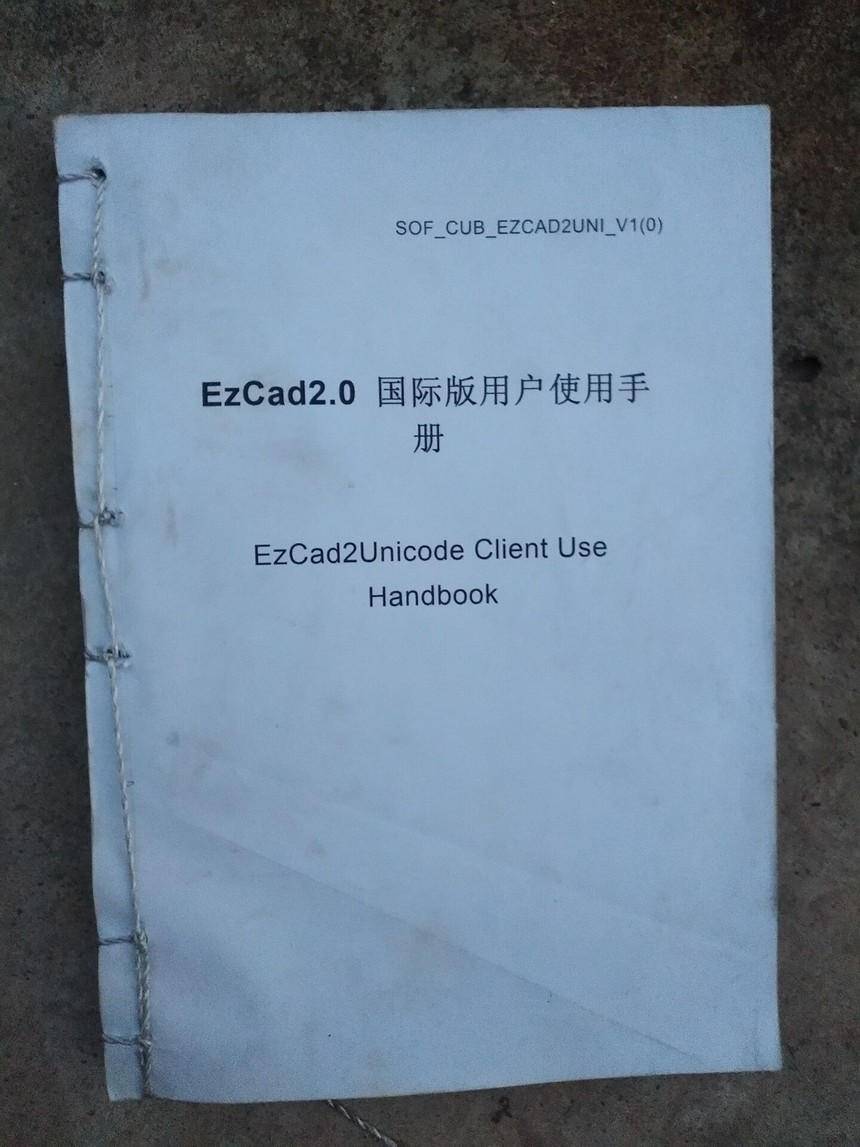 SOF_CUB_EZCAD2UNI_V1(0)
EzCad2.0 国际版用户使用手
册
EzCad2Unicode Client Use
Handbook